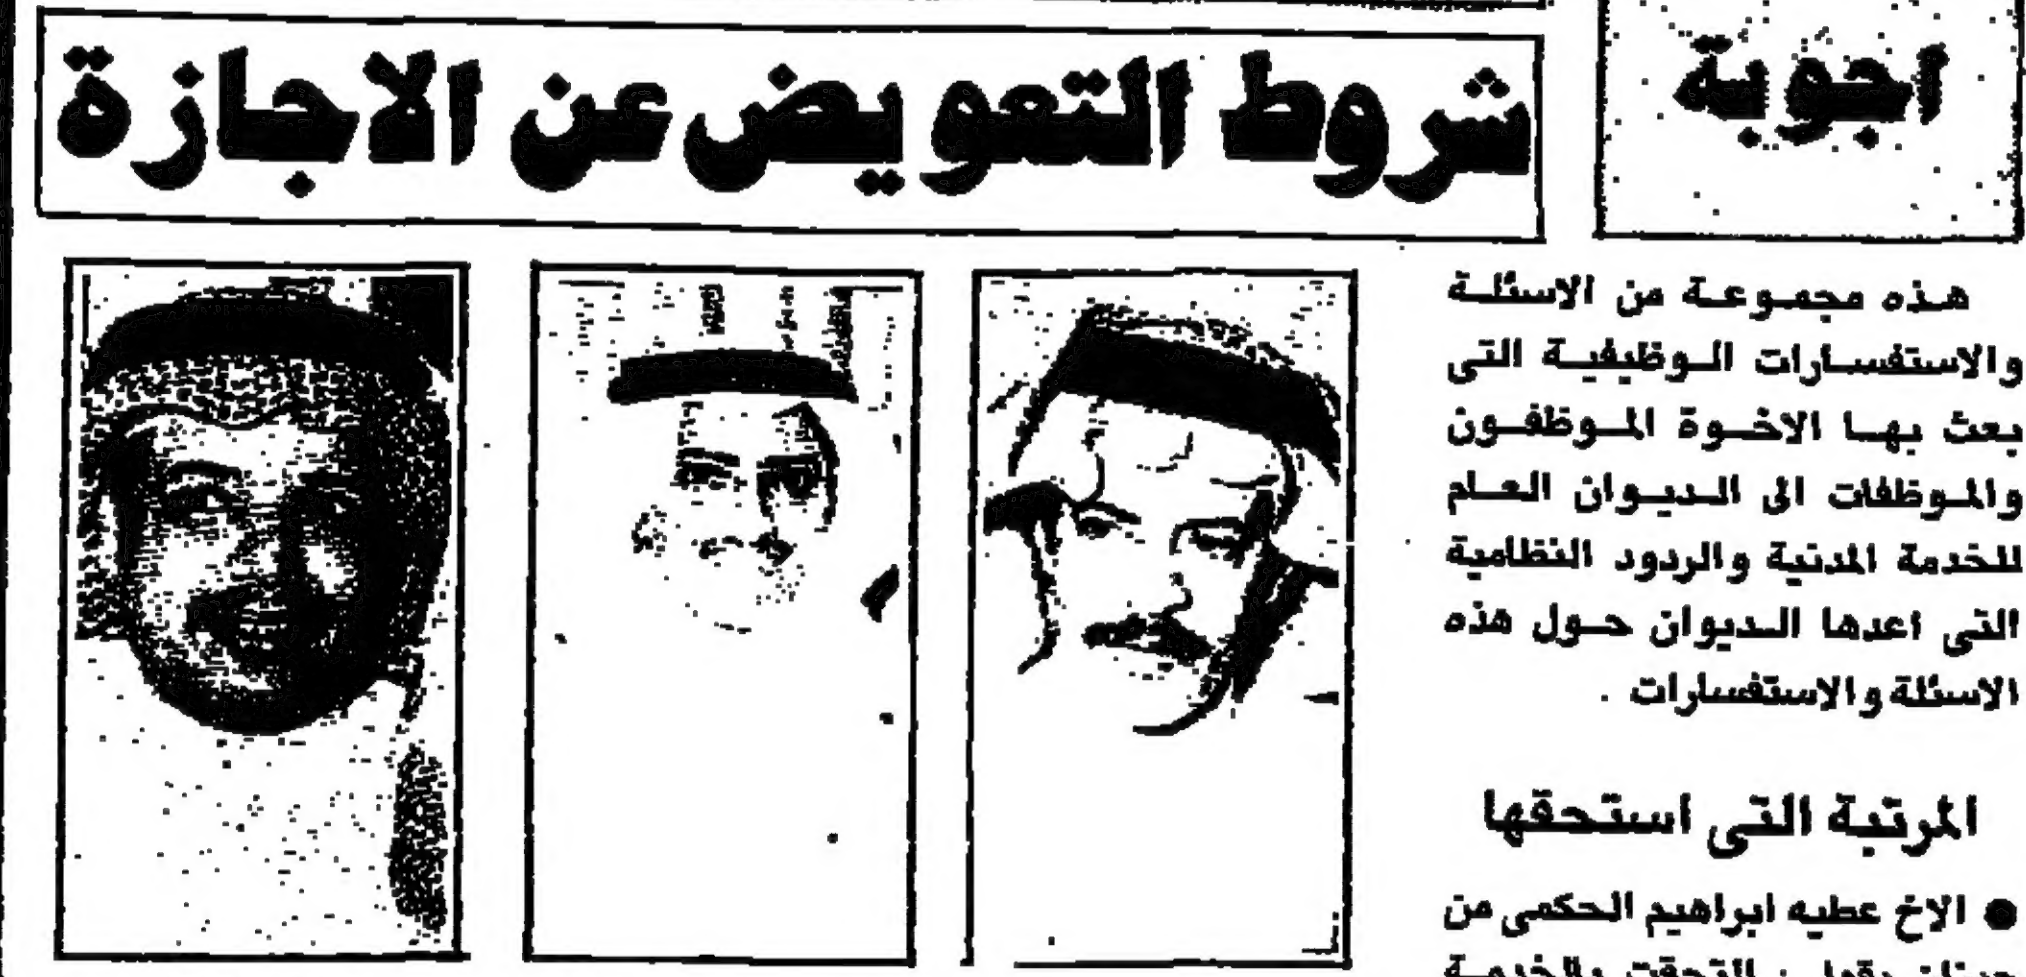 اجوبة
شروط التعويض عن الاجازة
هذه مجموعة من الاسئلة
والاستفسارات الوظيفية التى
بعث بها الاخوة الموظفون
والموظفات الى الديوان العام
للخدمة المدنية والردود النظامية
التى اعدها الديوان حول هذه
الاسئلة والاستفسارات .
المرتبة التى استحقها
● الاخ عطيه ابراهيم الحكمى من